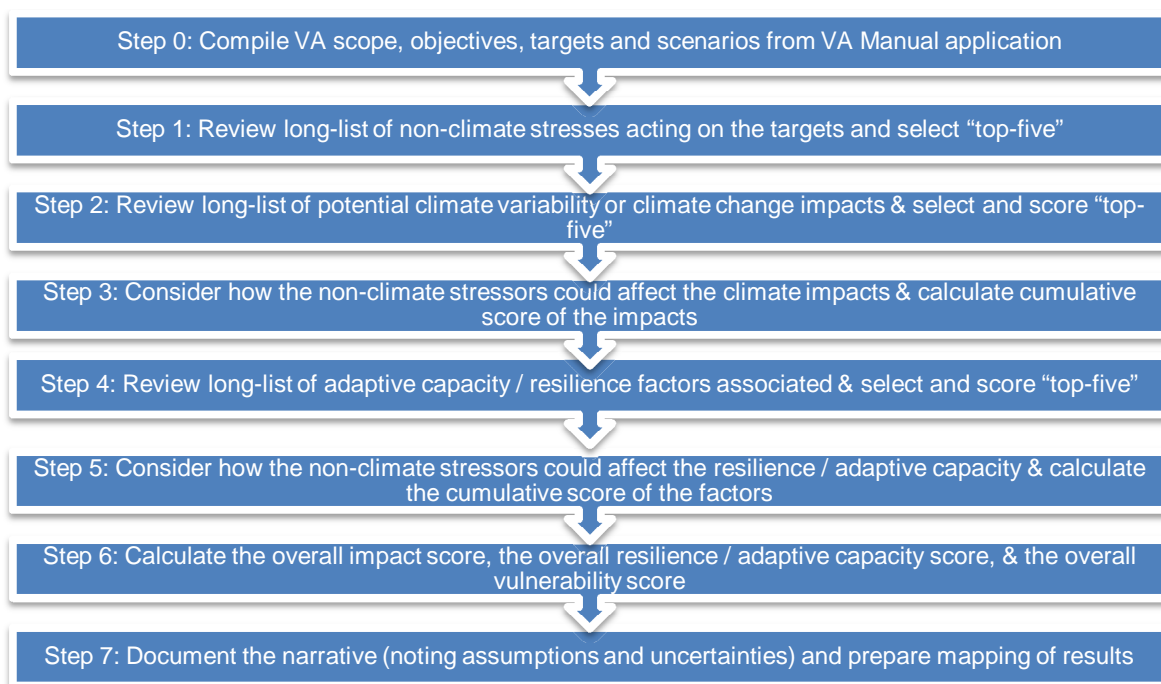 Step 0: Compile VA scope, objectives, targets and scenarios from VA Manual application
Step 1: Review long-list of non-climate stresses acting on the targets and select “top-five”
Step 2: Review long-list of potential climate variability or climate change impacts & select and score “top-
five”
Step 3: Consider how the non-climate stressors could affect the climate impacts & calculate cumulative
score of the impacts
Step 4: Review long-list of adaptive capacity / resilience factors associated & select and score “top-five”
Step 5: Consider how the non-climate stressors could affect the resilience / adaptive capacity & calculate
the cumulative score of the factors
Step 6: Calculate the overall impact score, the overall resilience / adaptive capacity score, & the overall
vulnerability score
Step 7: Document the narrative (noting assumptions and uncertainties) and prepare mapping of results